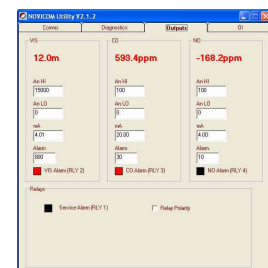 NOVICOM Utility V2.1.2
Comms Diagnostics Outputs DI
VIS CO NO
12.0m 593.4ppm -168.2ppm
An HI An HI An HI
15000 100 100
An LO An LO An LO
0 0 0
mA mA mA
4.01 20.00 4.00
Alarm Alarm Alarm
800 30 10
VIS Alarm (RLY 2) CO Alarm (RLY 3) NO Alarm (RLY 4)
Relays
Service Alarm (RLY 1) Relay Polarity